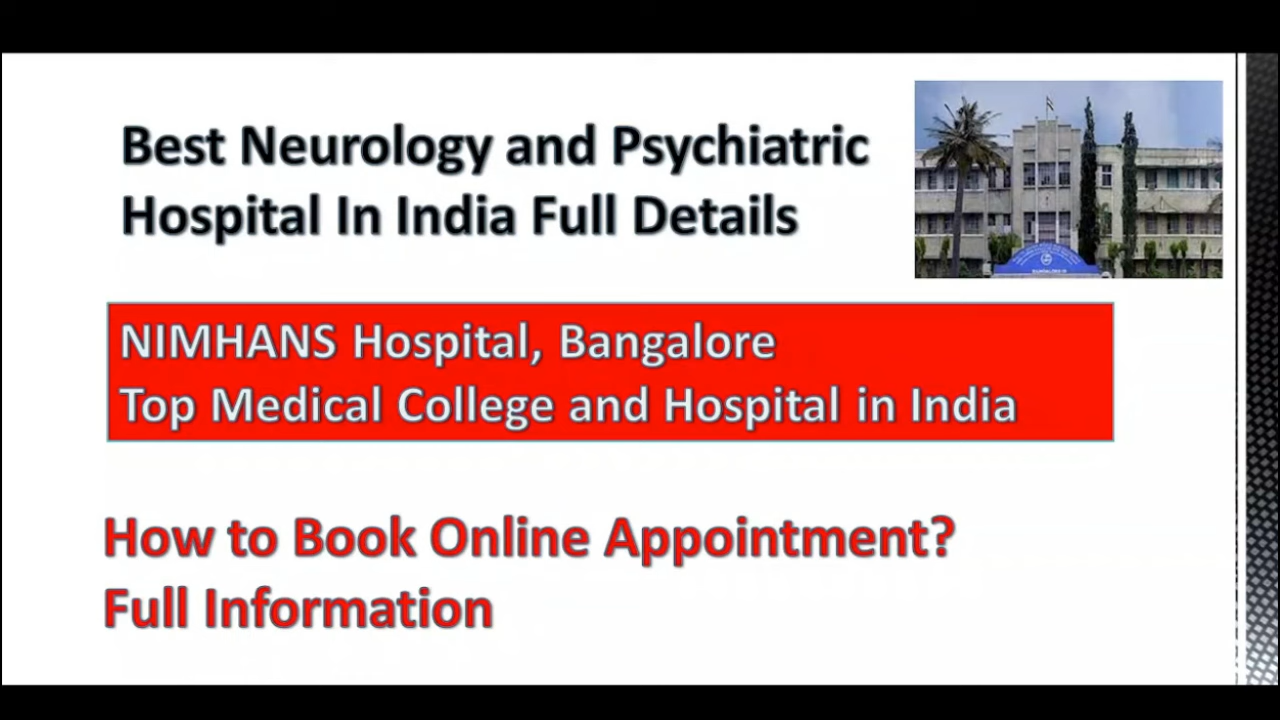 Best Neurology and Psychiatric
Hospital In India Full Details
NIMHANS Hospital, Bangalore
Top Medical College and Hospital in India
How to Book Online Appointment?
Full Information